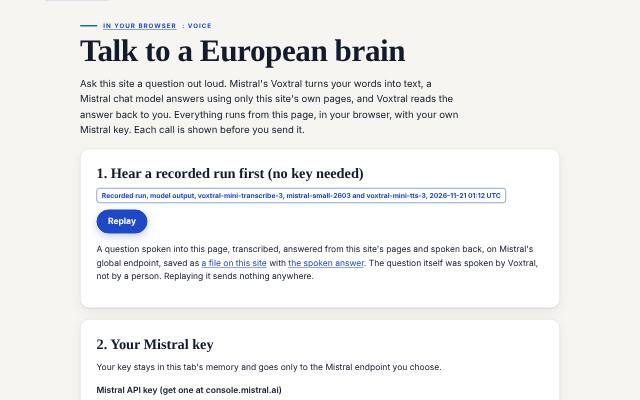 IN YOUR BROWSER : VOICE
Talk to a European brain
Ask this site a question out loud. Mistral's Voxtral turns your words into text, a
Mistral chat model answers using only this site's own pages, and Voxtral reads the
answer back to you. Everything runs from this page, in your browser, with your own
Mistral key. Each call is shown before you send it.
1. Hear a recorded run first (no key needed)
Recorded run, model output, voxtral-mini-transcribe-3, mistral-small-2603 and voxtral-mini-tts-3, 2026-11-21 01:12 UTC
Replay
A question spoken into this page, transcribed, answered from this site's pages and spoken back, on Mistral's
global endpoint, saved as a file on this site with the spoken answer. The question itself was spoken by Voxtral,
not by a person. Replaying it sends nothing anywhere.
2. Your Mistral key
Your key stays in this tab's memory and goes only to the Mistral endpoint you choose.
Mistral API key (get one at console.mistral.ai)